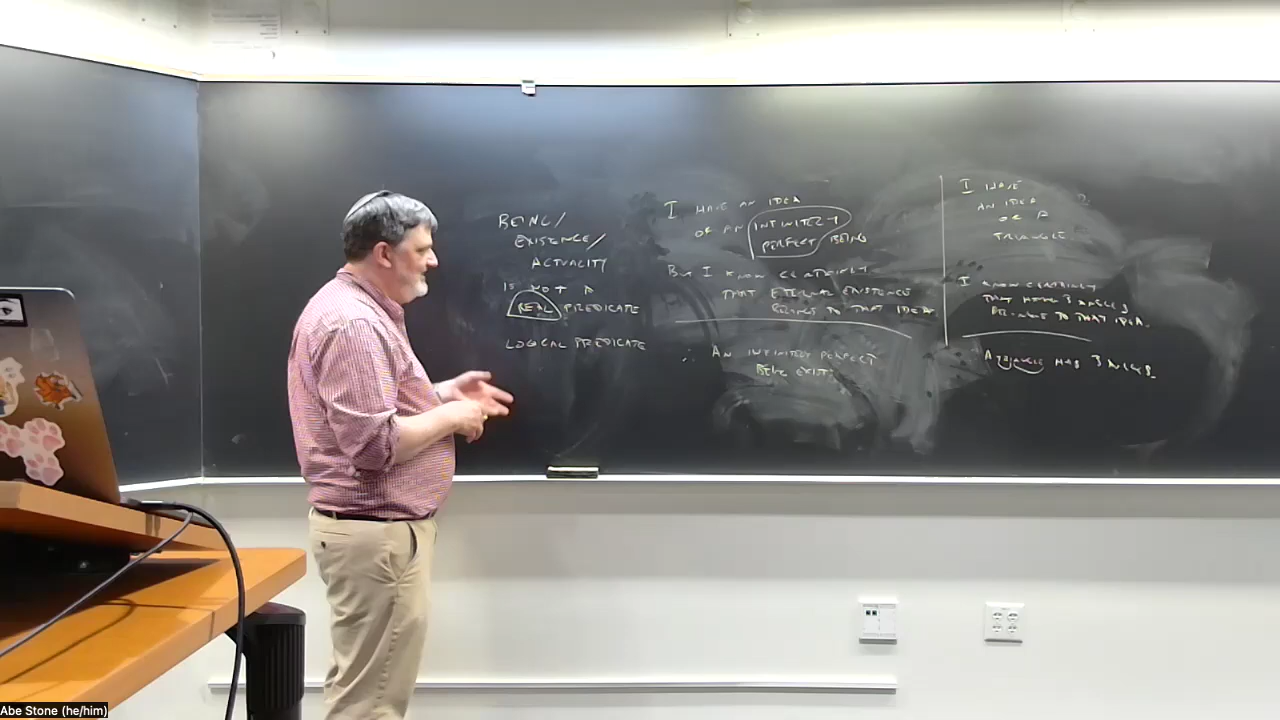 BEING/
EXISTENCE/
ACTUALITY
IS NOT A
REAL PREDICATE
LOGICAL PREDICATE
I HAVE AN IDEA
OF AN INFINITELY
PERFECT BEING
BUT I KNOW CERTAINLY
THAT ETERNAL EXISTENCE
BELONGS TO THAT IDEA
∴ AN INFINITELY PERFECT
BEING EXISTS
I HAVE
AN IDEA
OF A
TRIANGLE
I KNOW CERTAINLY
THAT HAVING 3 ANGLES
BELONGS TO THAT IDEA.
A TRIANGLE HAS 3 ANGLES.
Abe Stone (he/him)